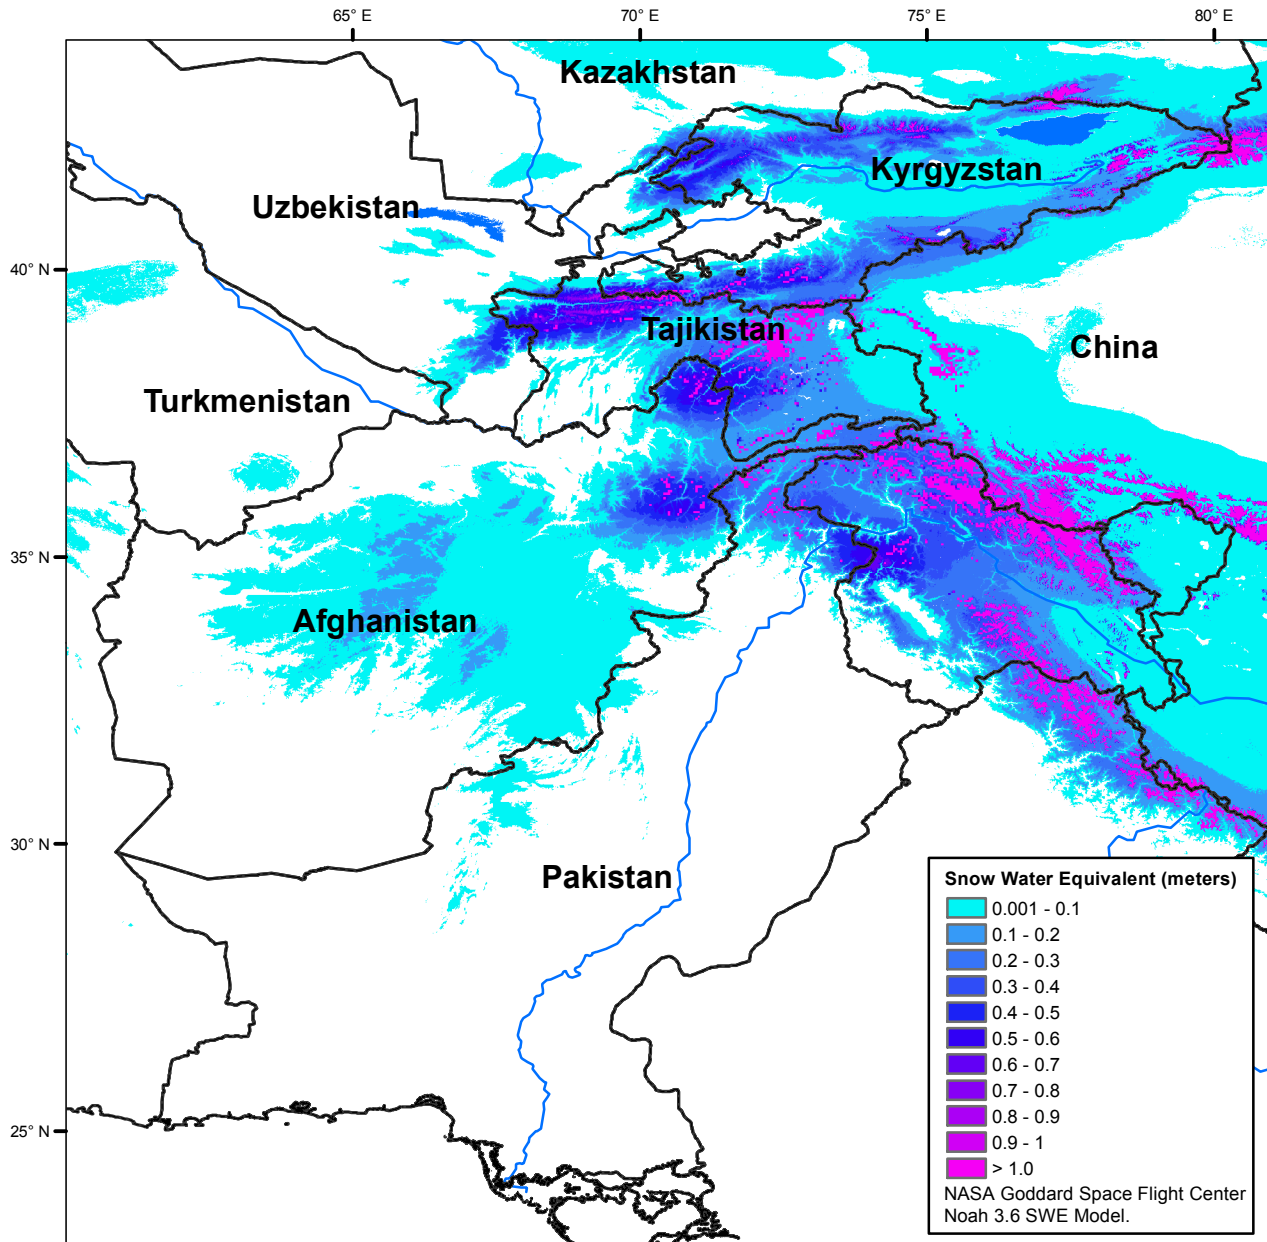 65° E
70° E
75° E
80° E
Kazakhstan
Kyrgyzstan
Uzbekistan
40° N
Tajikistan
China
Turkmenistan
35° N
Afghanistan
30° N
Pakistan
25° N
Snow Water Equivalent (meters)
0.001 - 0.1
0.1 - 0.2
0.2 - 0.3
0.3 - 0.4
0.4 - 0.5
0.5 - 0.6
0.6 - 0.7
0.7 - 0.8
0.8 - 0.9
0.9 - 1
> 1.0
NASA Goddard Space Flight Center
Noah 3.6 SWE Model.